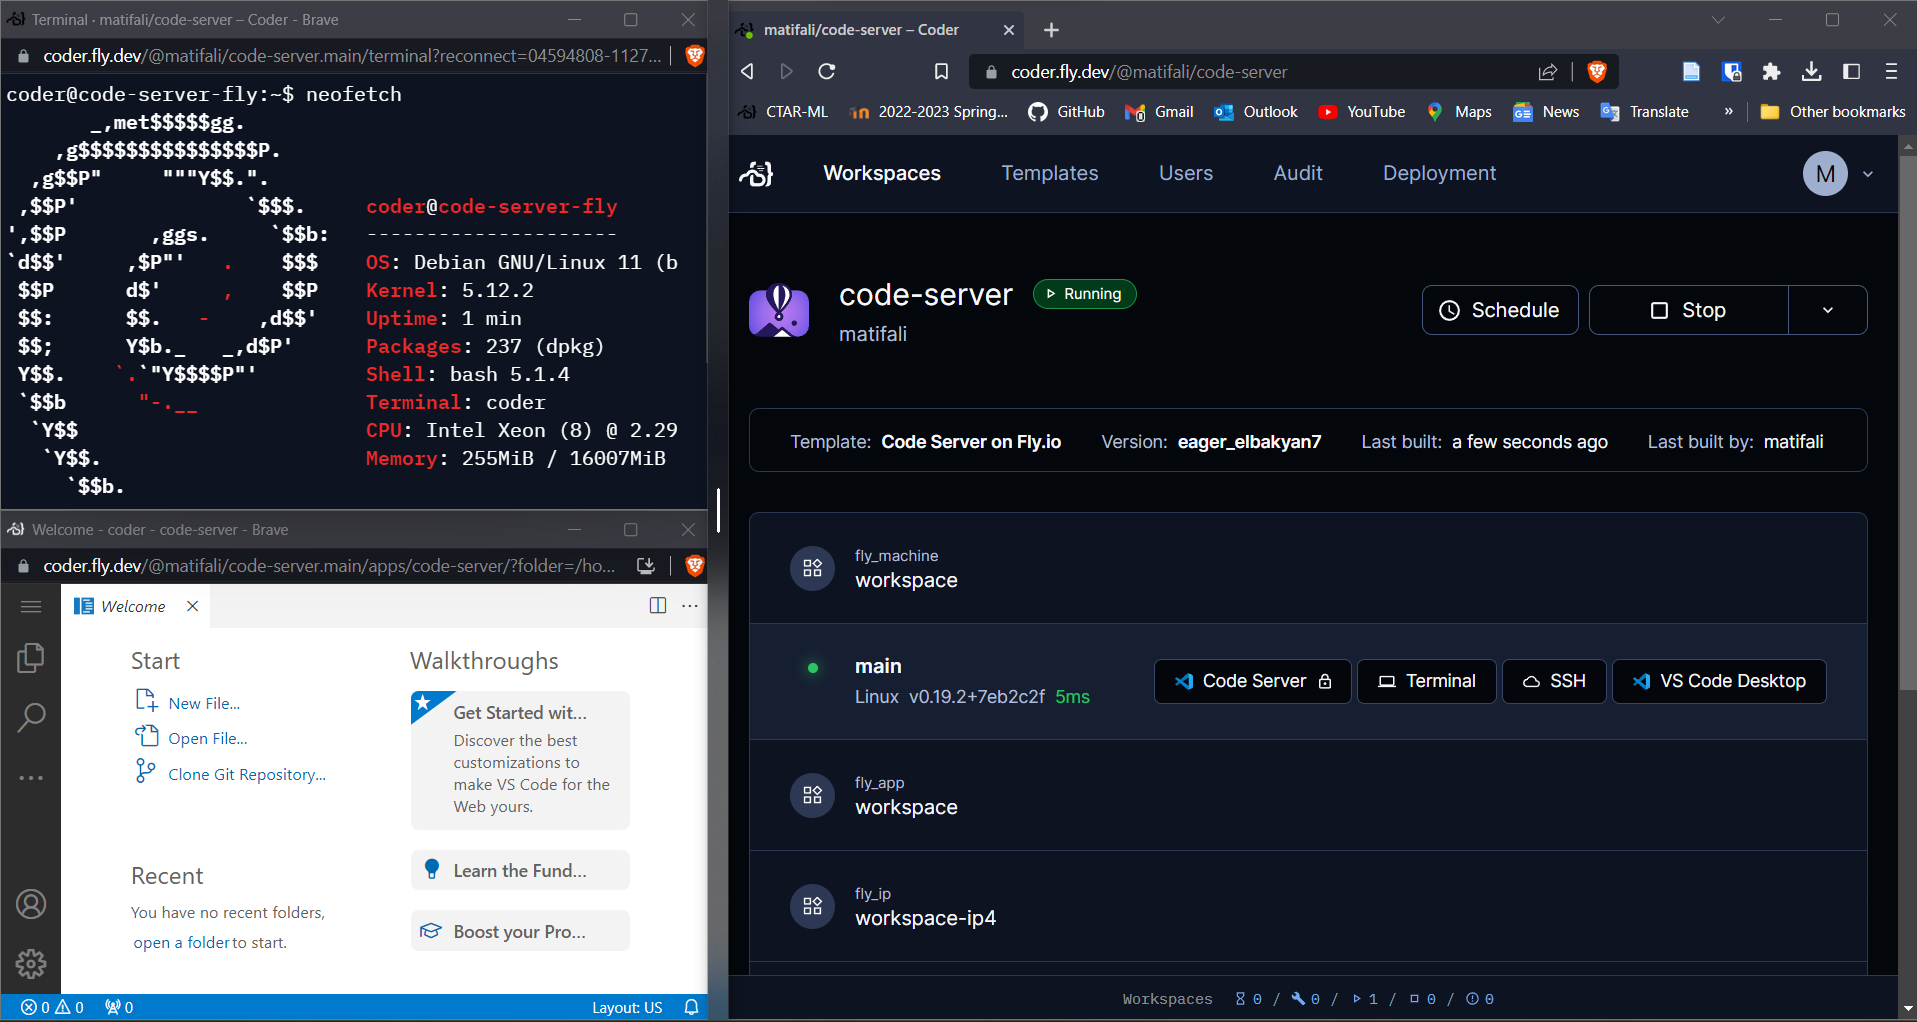 Terminal · matifali/code-server – Coder - Brave
coder.fly.dev/@matifali/code-server.main/terminal?reconnect=04594808-1127...
coder@code-server-fly:~$ neofetch
_,met$$$$$gg.
,g$$$$$$$$$$$$$$$P.
,g$$P"     """Y$$.".
,$$P'              `$$$.     coder@code-server-fly
',$$P       ,ggs.     `$$b:   ---------------------
`d$$'     ,$P"'   .    $$$    OS: Debian GNU/Linux 11 (b
$$P      d$'     ,    $$P    Kernel: 5.12.2
$$:      $$.   -    ,d$$'    Uptime: 1 min
$$;      Y$b._   _,d$P'      Packages: 237 (dpkg)
Y$$.    `.`"Y$$$$P"'         Shell: bash 5.1.4
`$$b      "-.__              Terminal: coder
`Y$$                        CPU: Intel Xeon (8) @ 2.29
`Y$$.                      Memory: 255MiB / 16007MiB
`$$b.
Welcome - coder - code-server - Brave
coder.fly.dev/@matifali/code-server.main/apps/code-server/?folder=/ho...
Welcome
Start
New File...
Open File...
Clone Git Repository...
Recent
You have no recent folders,
open a folder to start.
Walkthroughs
Get Started wit...
Discover the best
customizations to
make VS Code for the
Web yours.
Learn the Fund...
Boost your Pro...
0 0 0 Layout: US
matifali/code-server – Coder
coder.fly.dev/@matifali/code-server
CTAR-ML 2022-2023 Spring... GitHub Gmail Outlook YouTube Maps News Translate » Other bookmarks
Workspaces Templates Users Audit Deployment M
code-server Running
matifali
Schedule Stop
Template: Code Server on Fly.io Version: eager_elbakyan7 Last built: a few seconds ago Last built by: matifali
fly_machine
workspace
main
Linux v0.19.2+7eb2c2f 5ms
Code Server Terminal SSH VS Code Desktop
fly_app
workspace
fly_ip
workspace-ip4
Workspaces 0 / 0 / 1 / 0 / 0